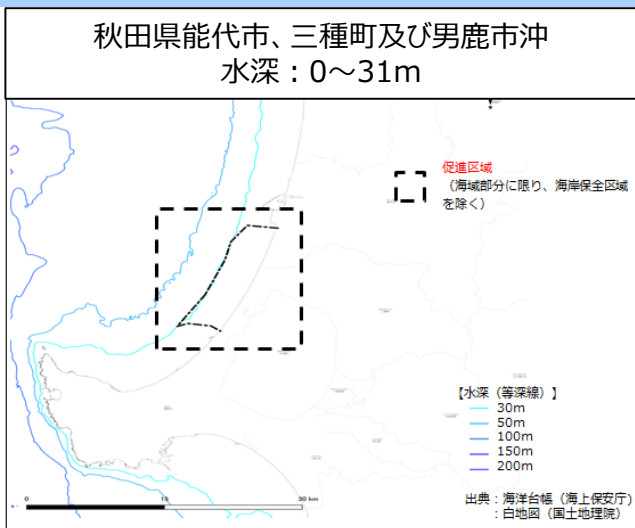 秋田県能代市、三種町及び男鹿市沖
水深：0～31m
促進区域
（海域部分に限り、海岸保全区域
を除く）
【水深（等深線）】
30m
50m
100m
150m
200m
0 15 30 km
出典：海洋台帳（海上保安庁）
：白地図（国土地理院）